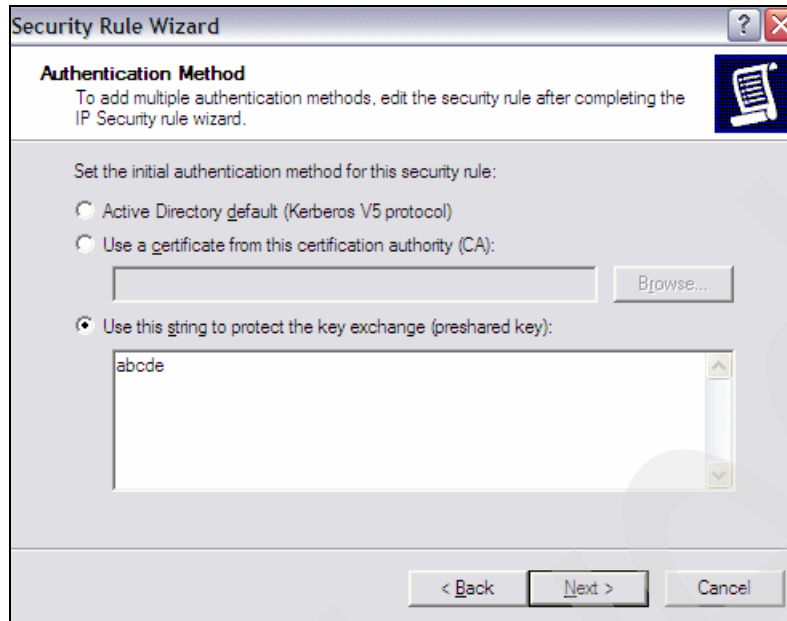 Security Rule Wizard
Authentication Method
To add multiple authentication methods, edit the security rule after completing the
IP Security rule wizard.
Set the initial authentication method for this security rule:
Active Directory default (Kerberos V5 protocol)
Use a certificate from this certification authority (CA):
Browse...
Use this string to protect the key exchange (preshared key):
abcde
< Back Next > Cancel